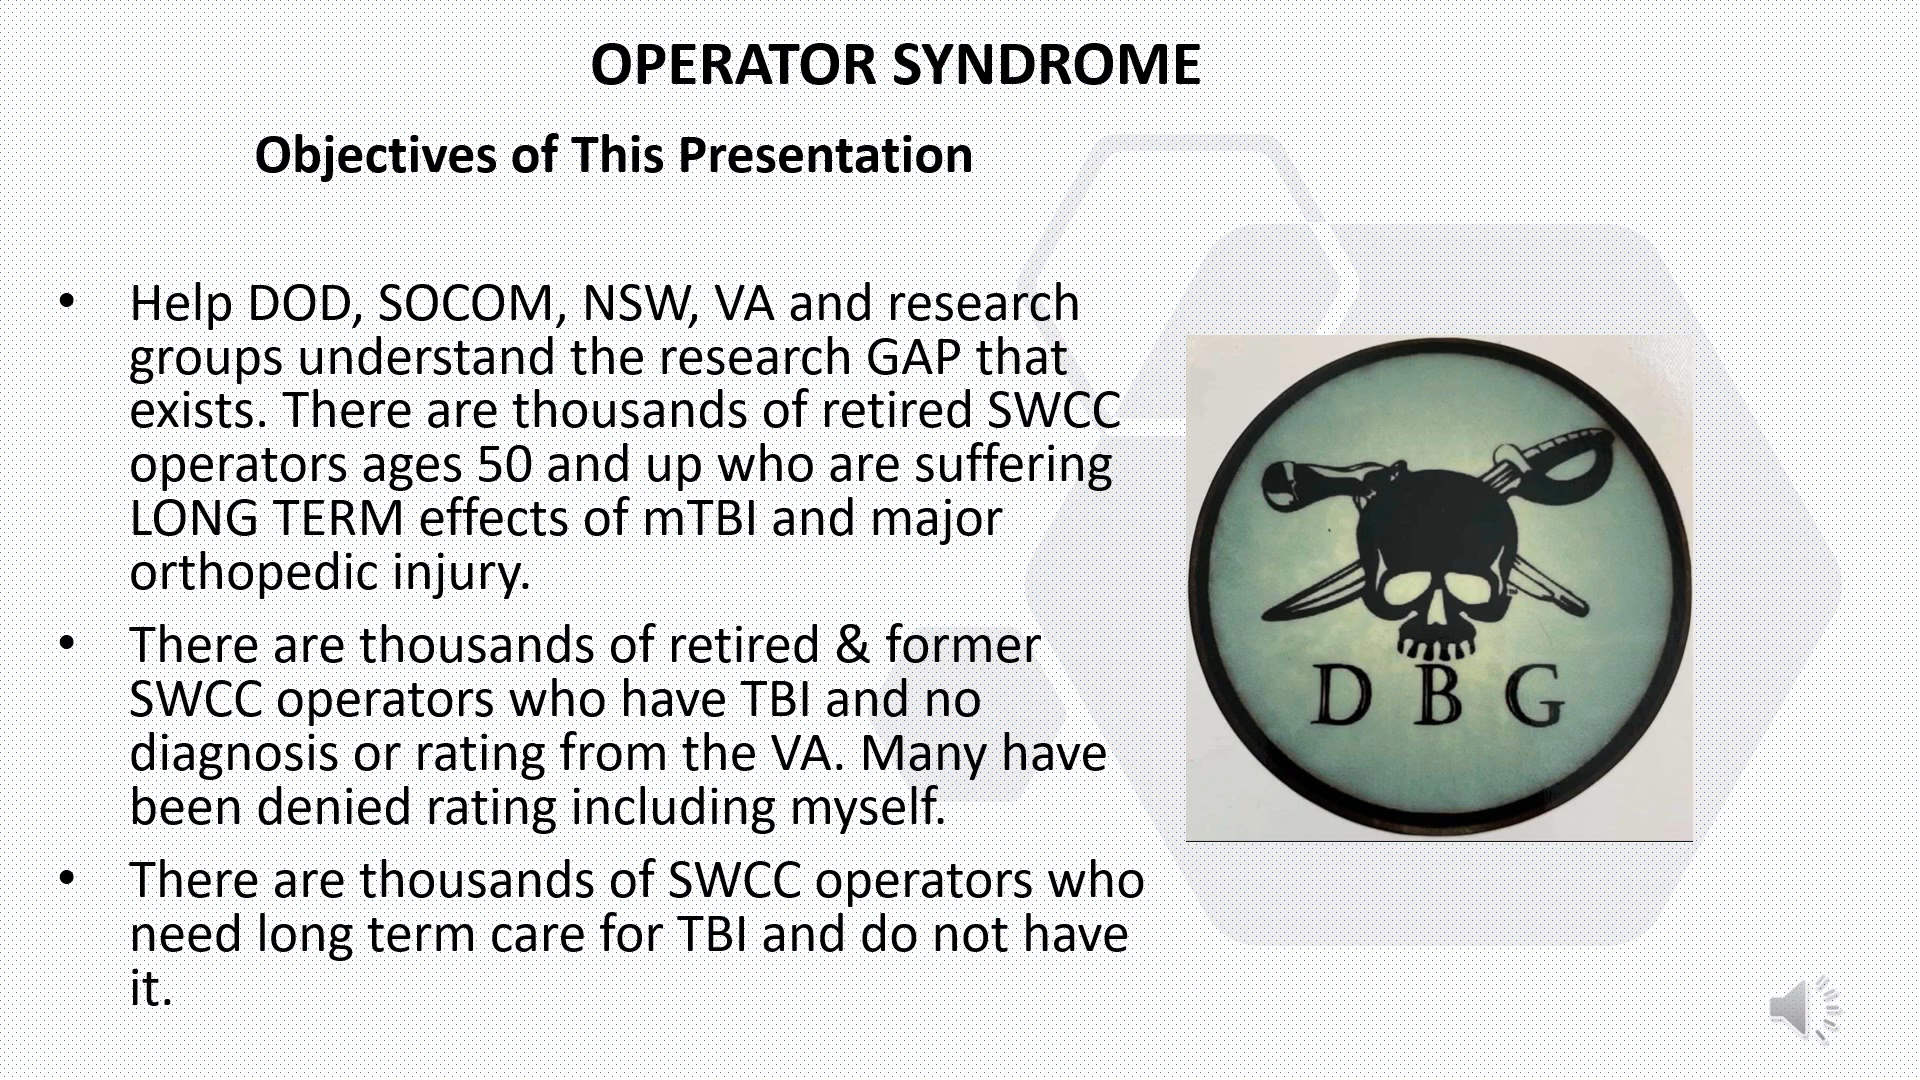 OPERATOR SYNDROME
Objectives of This Presentation
• Help DOD, SOCOM, NSW, VA and research
groups understand the research GAP that
exists. There are thousands of retired SWCC
operators ages 50 and up who are suffering
LONG TERM effects of mTBI and major
orthopedic injury.
• There are thousands of retired & former
SWCC operators who have TBI and no
diagnosis or rating from the VA. Many have
been denied rating including myself.
• There are thousands of SWCC operators who
need long term care for TBI and do not have
it.
D B G